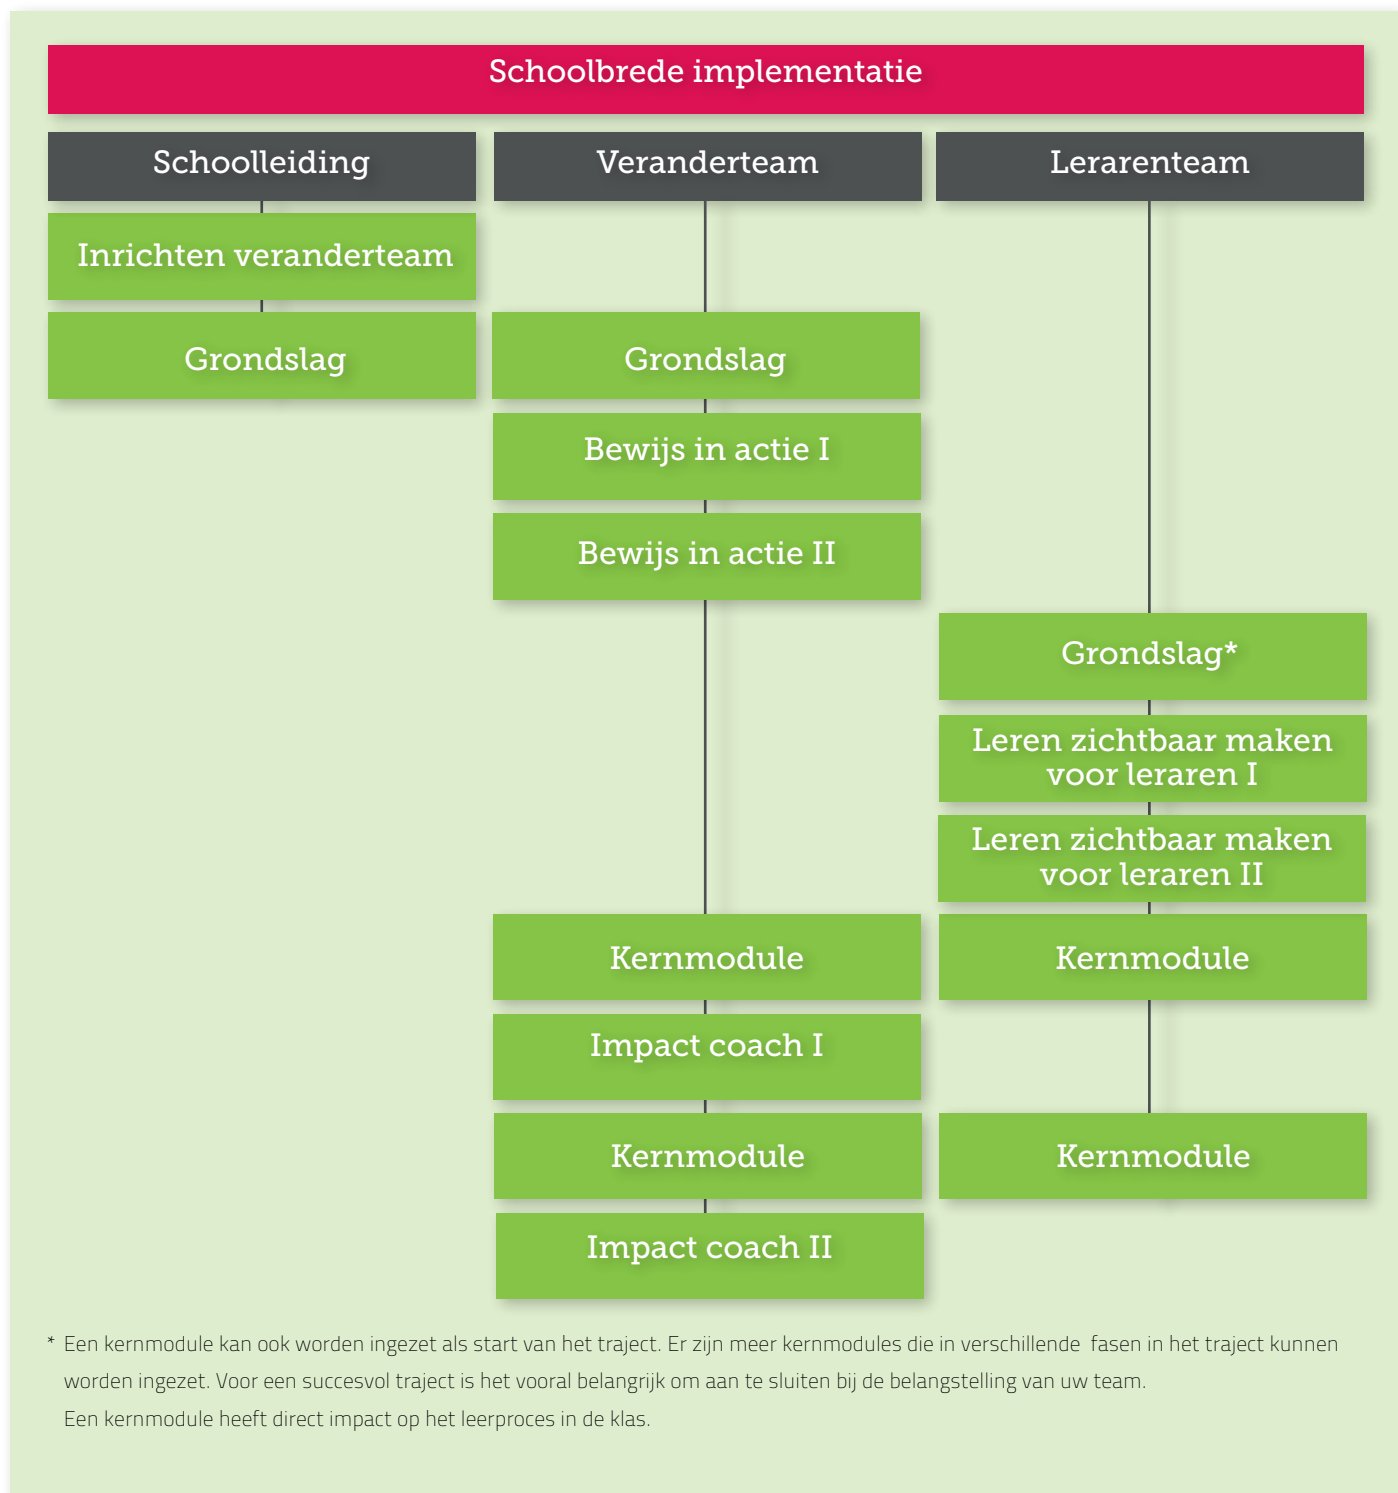 Schoolbrede implementatie
Schoolleiding
Veranderteam
Lerarenteam
Inrichten veranderteam
Grondslag
Grondslag
Bewijs in actie I
Bewijs in actie II
Grondslag*
Leren zichtbaar maken
voor leraren I
Leren zichtbaar maken
voor leraren II
Kernmodule
Kernmodule
Impact coach I
Kernmodule
Kernmodule
Impact coach II
* Een kernmodule kan ook worden ingezet als start van het traject. Er zijn meer kernmodules die in verschillende fasen in het traject kunnen
worden ingezet. Voor een succesvol traject is het vooral belangrijk om aan te sluiten bij de belangstelling van uw team.
Een kernmodule heeft direct impact op het leerproces in de klas.